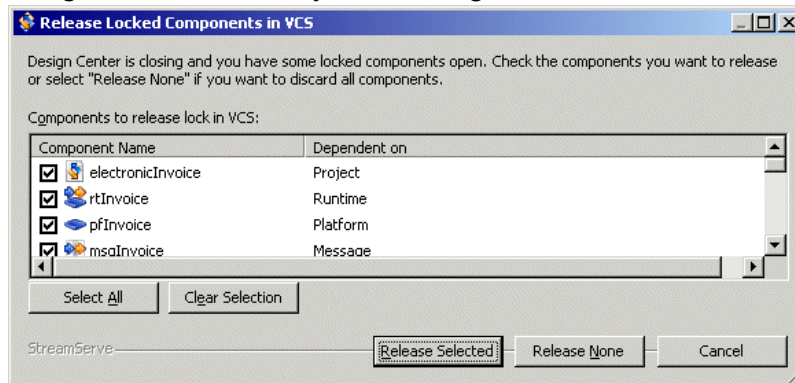 Release Locked Components in VCS
Design Center is closing and you have some locked components open. Check the components you want to release
or select "Release None" if you want to discard all components.
Components to release lock in VCS:
Component Name Dependent on
electronicInvoice Project
rtInvoice Runtime
pfInvoice Platform
msgInvoice Message
Select All Clear Selection
StreamServe Release Selected Release None Cancel